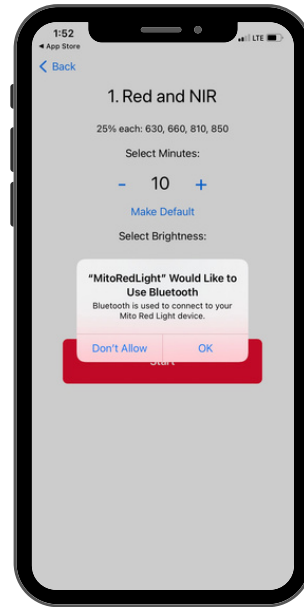 1:52
LTE
◀ App Store
Back
1. Red and NIR
25% each: 630, 660, 810, 850
Select Minutes:
- 10 +
Make Default
Select Brightness:
“MitoRedLight” Would Like to
Use Bluetooth
Bluetooth is used to connect to your
Mito Red Light device.
Don't Allow OK
Start